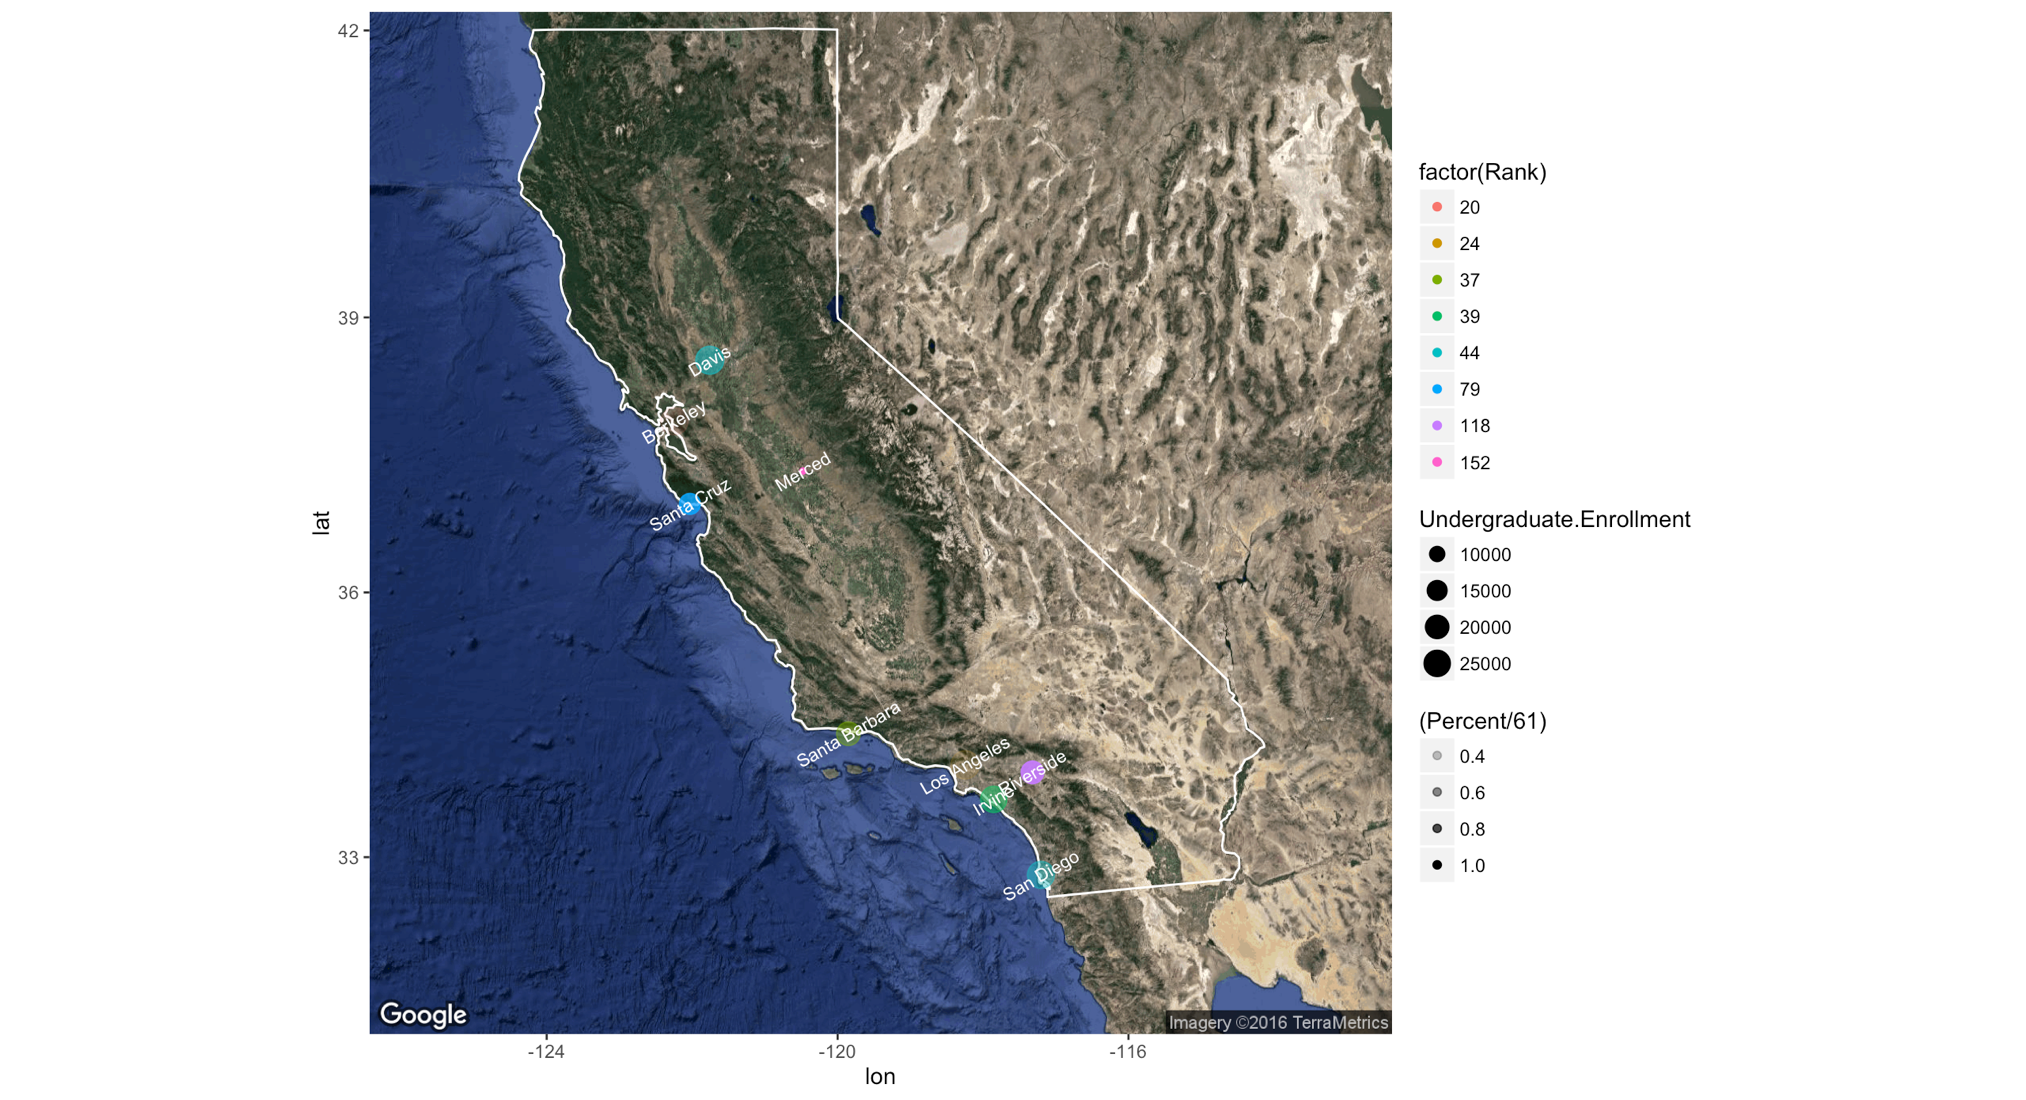 42
39
36
33
lat
-124
-120
-116
lon
Davis
Berkeley
Merced
Santa Cruz
Santa Barbara
Los Angeles
Riverside
Irvine
San Diego
Google
Imagery ©2016 TerraMetrics
factor(Rank)
20
24
37
39
44
79
118
152
Undergraduate.Enrollment
10000
15000
20000
25000
(Percent/61)
0.4
0.6
0.8
1.0